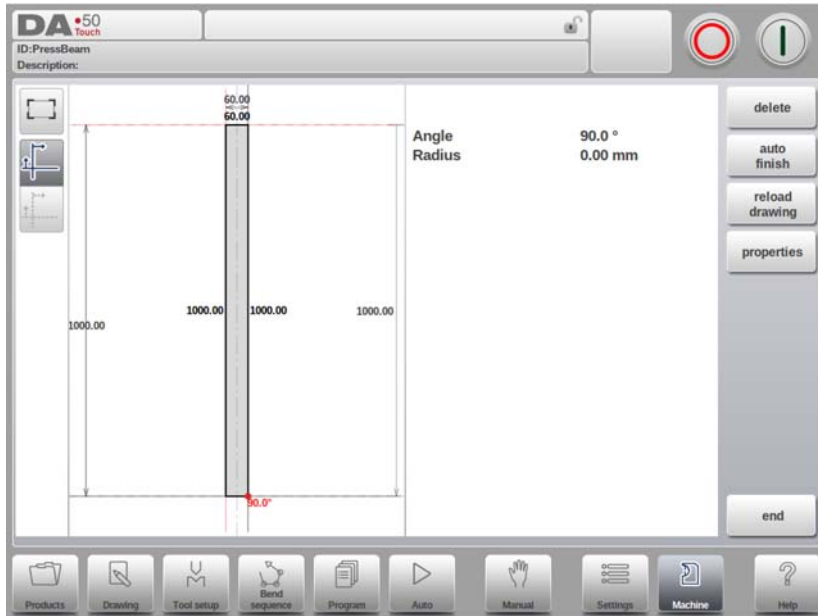 DA•50
Touch
ID:PressBeam
Description:
60.00
60.00
Angle 90.0 °
Radius 0.00 mm
1000.00
1000.00
1000.00
1000.00
90.0°
delete
auto
finish
reload
drawing
properties
end
Products
Drawing
Tool setup
Bend
sequence
Program
Auto
Manual
Settings
Machine
Help